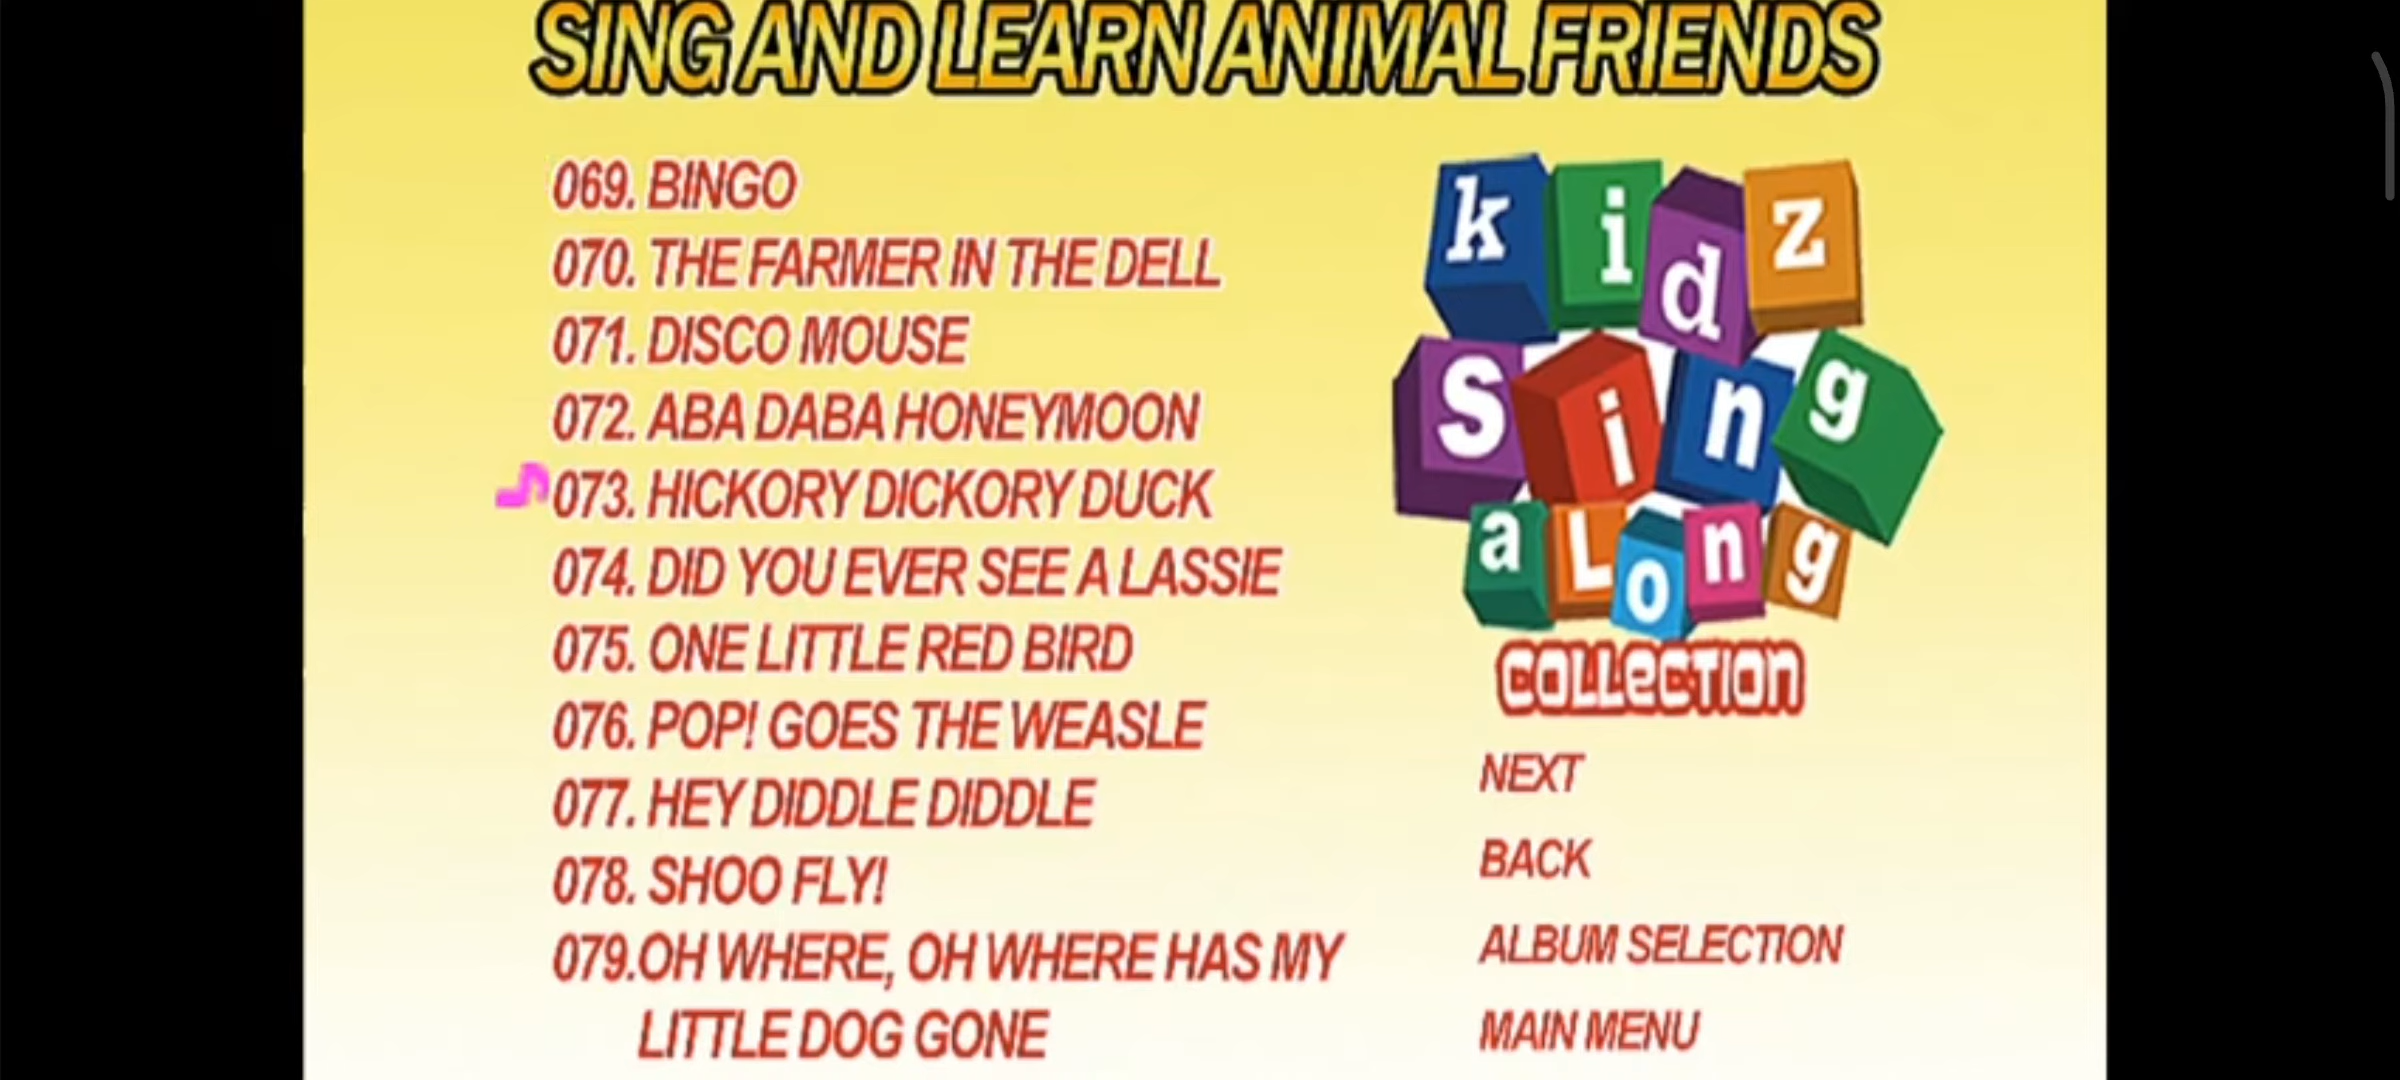 SING AND LEARN ANIMAL FRIENDS
069. BINGO
070. THE FARMER IN THE DELL
071. DISCO MOUSE
072. ABA DABA HONEYMOON
073. HICKORY DICKORY DUCK
074. DID YOU EVER SEE A LASSIE
075. ONE LITTLE RED BIRD
076. POP! GOES THE WEASLE
077. HEY DIDDLE DIDDLE
078. SHOO FLY!
079.OH WHERE, OH WHERE HAS MY
LITTLE DOG GONE
kidz
Sing
aLong
COLLeCTION
NEXT
BACK
ALBUM SELECTION
MAIN MENU